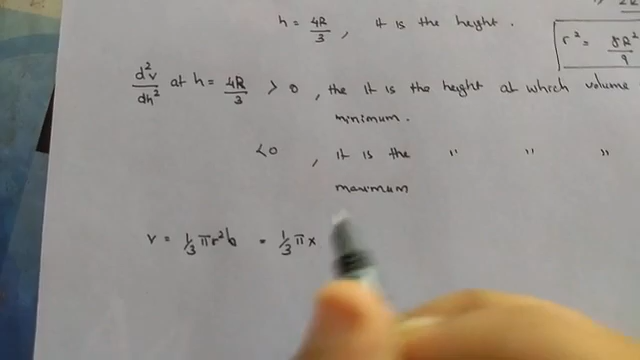 h = 4R/3 , it is the height .
r² = 8R²/9
d²v/dh² at h = 4R/3 > 0 , the it is the height at which volume
minimum .
< 0 , it is the " " "
maximum
v = 1/3 πr²h = 1/3 π x